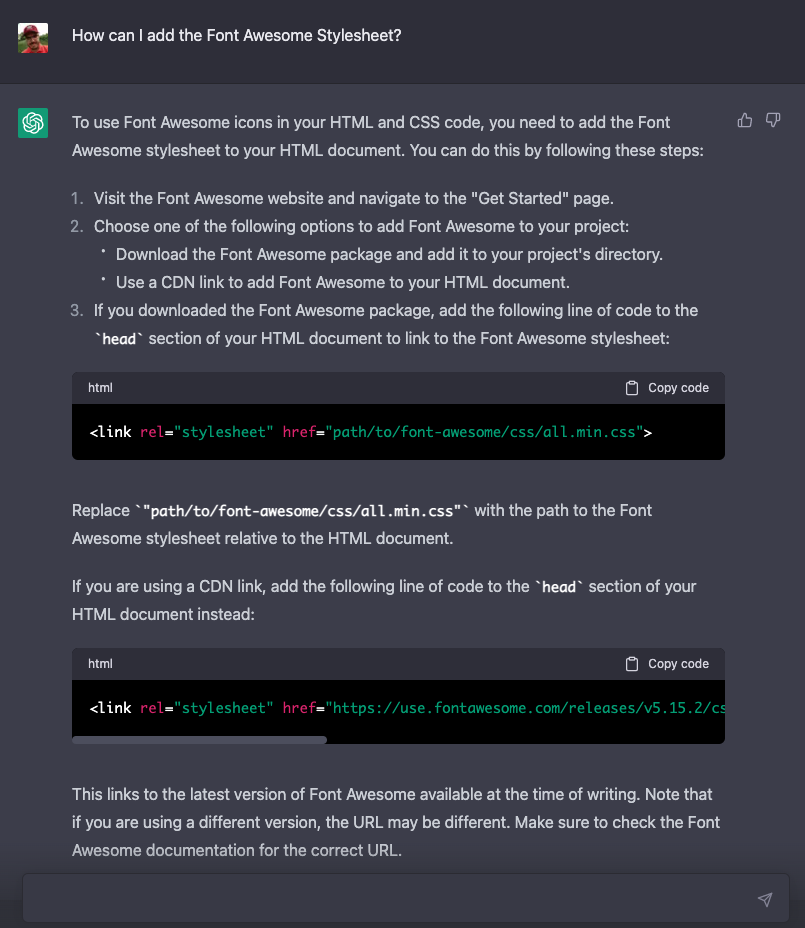 How can I add the Font Awesome Stylesheet?
To use Font Awesome icons in your HTML and CSS code, you need to add the Font
Awesome stylesheet to your HTML document. You can do this by following these steps:
1. Visit the Font Awesome website and navigate to the "Get Started" page.
2. Choose one of the following options to add Font Awesome to your project:
• Download the Font Awesome package and add it to your project's directory.
• Use a CDN link to add Font Awesome to your HTML document.
3. If you downloaded the Font Awesome package, add the following line of code to the
`head` section of your HTML document to link to the Font Awesome stylesheet:
html Copy code
<link rel="stylesheet" href="path/to/font-awesome/css/all.min.css">
Replace `"path/to/font-awesome/css/all.min.css"` with the path to the Font
Awesome stylesheet relative to the HTML document.
If you are using a CDN link, add the following line of code to the `head` section of your
HTML document instead:
html Copy code
<link rel="stylesheet" href="https://use.fontawesome.com/releases/v5.15.2/cs
This links to the latest version of Font Awesome available at the time of writing. Note that
if you are using a different version, the URL may be different. Make sure to check the Font
Awesome documentation for the correct URL.